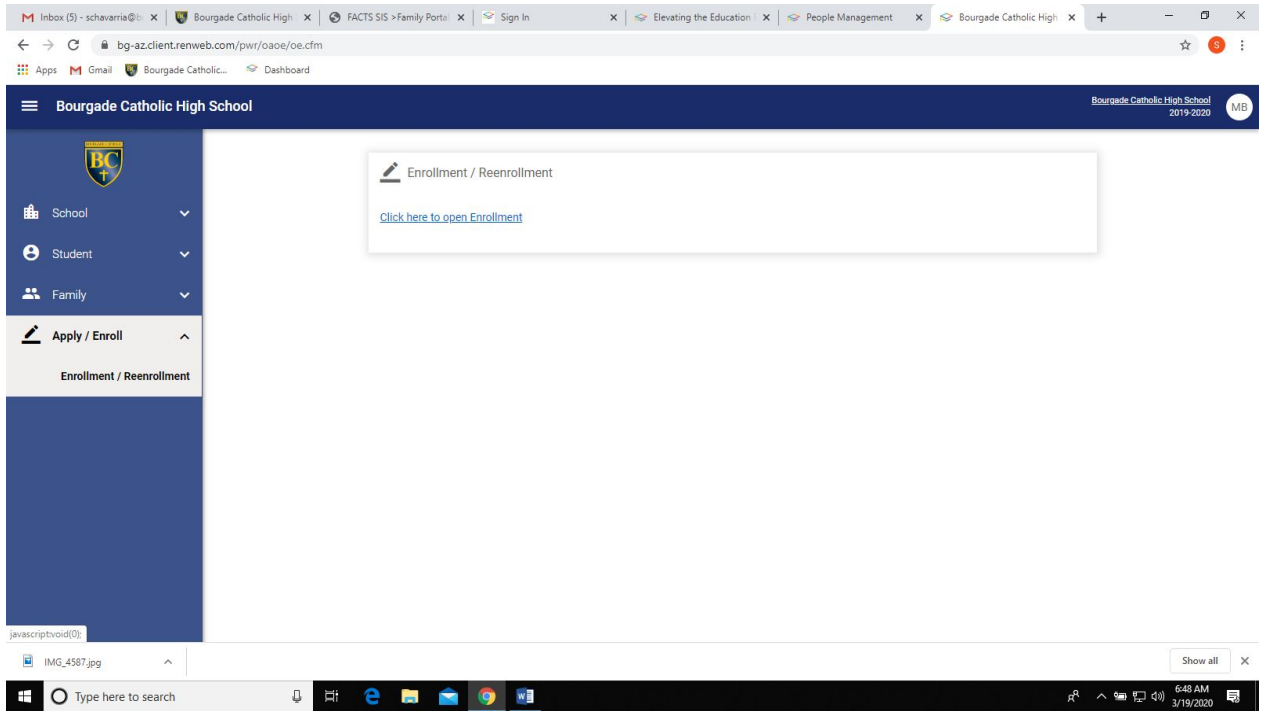 Inbox (5) - schavarria@b
Bourgade Catholic High
FACTS SIS >Family Portal
Sign In
Elevating the Education
People Management
Bourgade Catholic High
bg-az.client.renweb.com/pwr/oaoe/oe.cfm
S
Apps
Gmail
Bourgade Catholic...
Dashboard
Bourgade Catholic High School
Bourgade Catholic High School
2019-2020
MB
BC
School
Student
Family
Apply / Enroll
Enrollment / Reenrollment
Enrollment / Reenrollment
Click here to open Enrollment
javascript:void(0);
IMG_4587.jpg
Show all
Type here to search
6:48 AM
3/19/2020